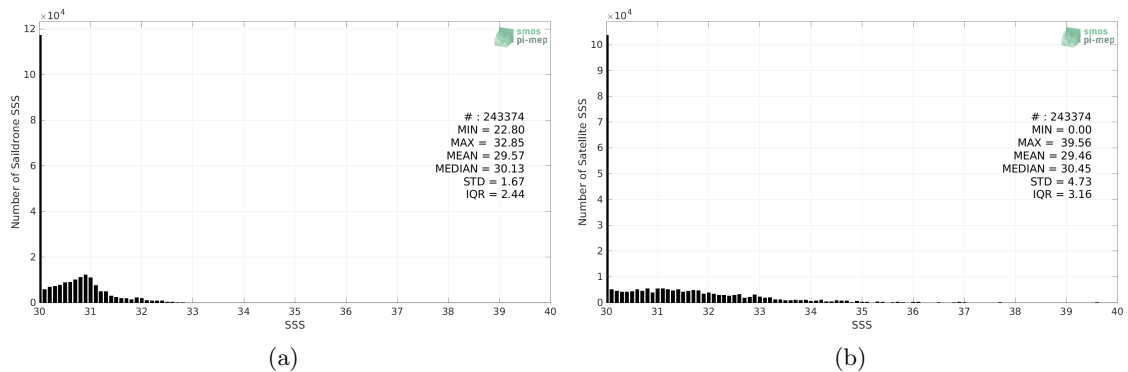 ×10⁴
12
10
8
6
4
2
0
Number of Saildrone SSS
30 31 32 33 34 35 36 37 38 39 40
SSS
smos
pi-mep
# : 243374
MIN = 22.80
MAX = 32.85
MEAN = 29.57
MEDIAN = 30.13
STD = 1.67
IQR = 2.44
(a)
×10⁴
10
9
8
7
6
5
4
3
2
1
0
Number of Satellite SSS
30 31 32 33 34 35 36 37 38 39 40
SSS
smos
pi-mep
# : 243374
MIN = 0.00
MAX = 39.56
MEAN = 29.46
MEDIAN = 30.45
STD = 4.73
IQR = 3.16
(b)